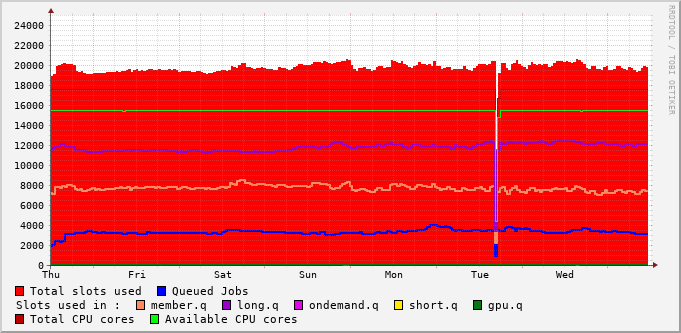 RRDTOOL / TOBI OETIKER
24000
22000
20000
18000
16000
14000
12000
10000
8000
6000
4000
2000
0
Thu Fri Sat Sun Mon Tue Wed
Total slots used Queued Jobs
Slots used in : member.q long.q ondemand.q short.q gpu.q
Total CPU cores Available CPU cores